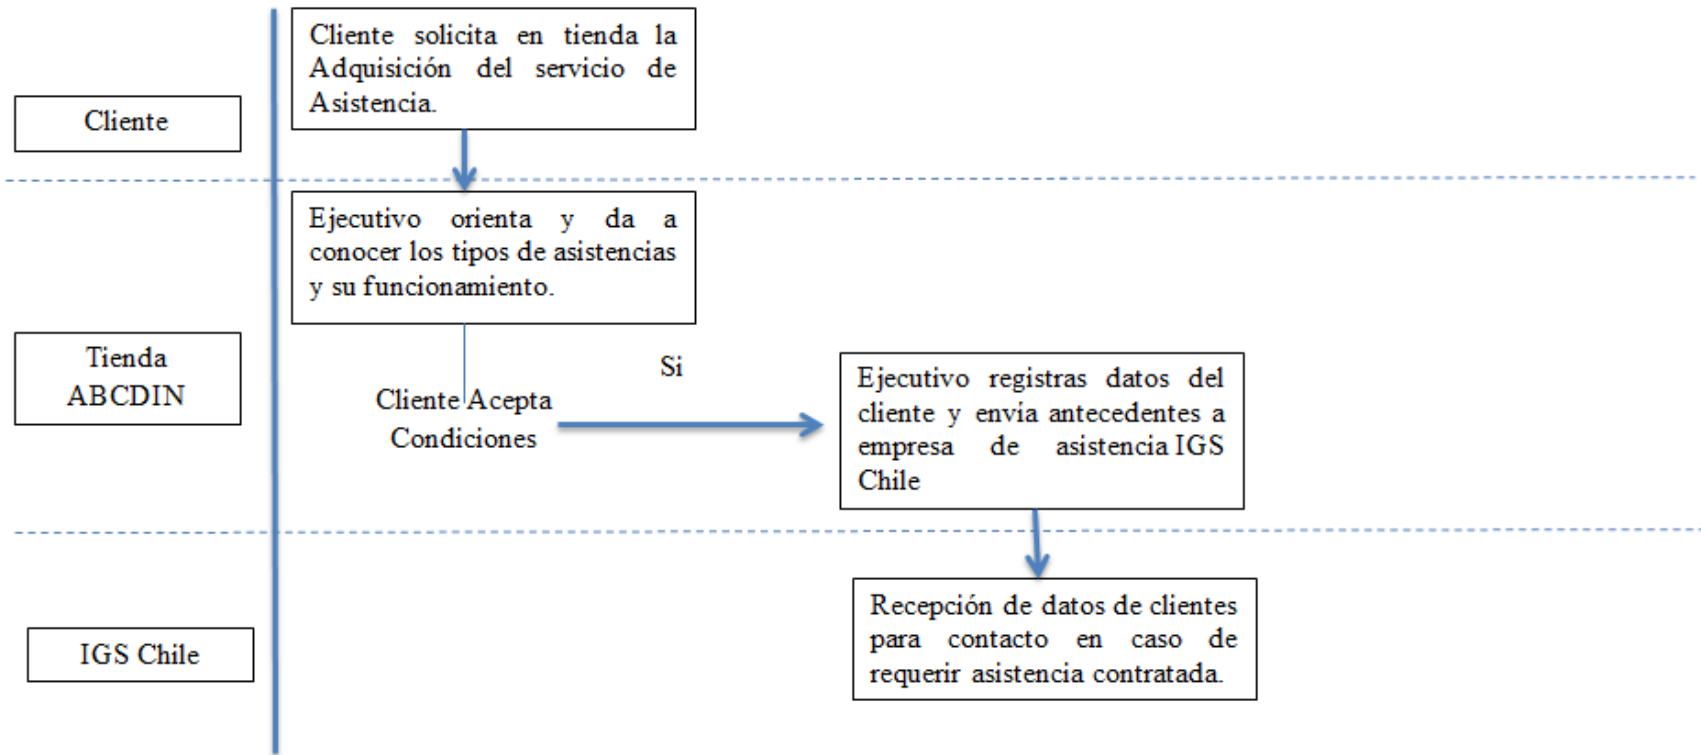 Cliente solicita en tienda la
Adquisición del servicio de
Asistencia.
Cliente
Ejecutivo orienta y da a
conocer los tipos de asistencias
y su funcionamiento.
Tienda
ABCDIN
Si
Cliente Acepta
Condiciones
Ejecutivo registras datos del
cliente y envia antecedentes a
empresa de asistencia IGS
Chile
Recepción de datos de clientes
para contacto en caso de
requerir asistencia contratada.
IGS Chile